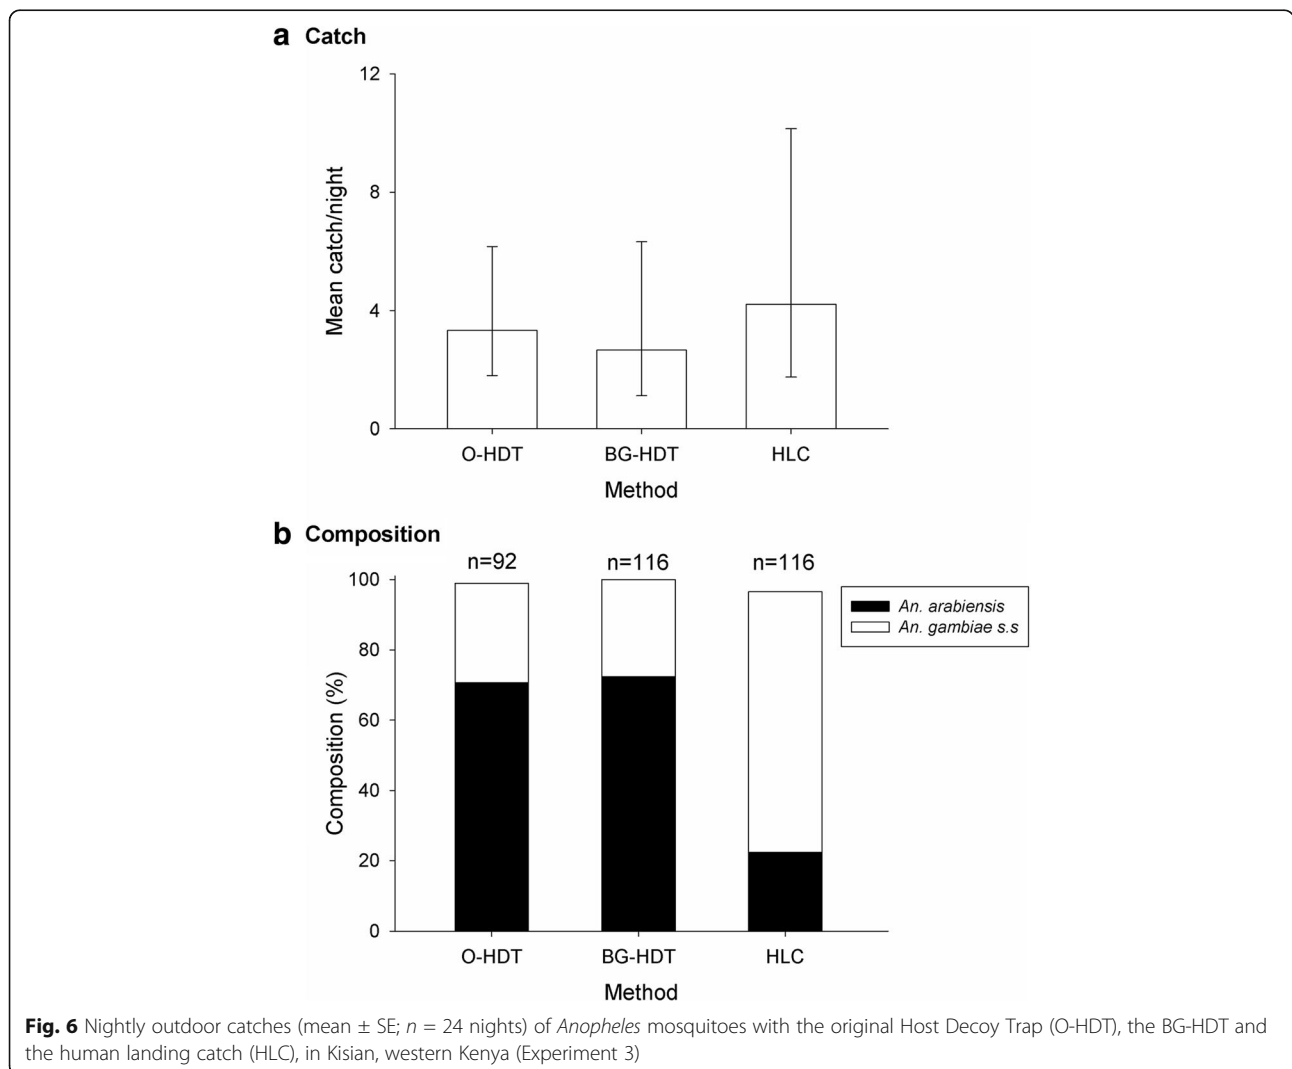 a Catch
12
8
4
0
Mean catch/night
O-HDT BG-HDT HLC
Method
b Composition
n=92 n=116 n=116
100
80
60
40
20
0
Composition (%)
An. arabiensis
An. gambiae s.s
O-HDT BG-HDT HLC
Method
Fig. 6 Nightly outdoor catches (mean ± SE; n = 24 nights) of Anopheles mosquitoes with the original Host Decoy Trap (O-HDT), the BG-HDT and
the human landing catch (HLC), in Kisian, western Kenya (Experiment 3)